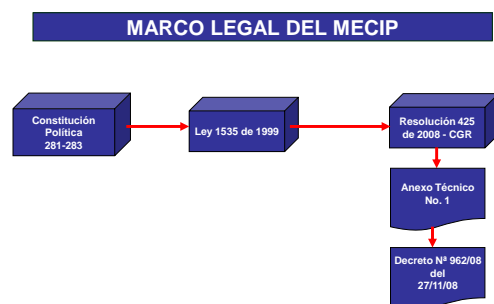 MARCO LEGAL DEL MECIP
Constitución
Política
281-283
Ley 1535 de 1999
Resolución 425
de 2008 - CGR
Anexo Técnico
No. 1
Decreto Nª 962/08
del
27/11/08